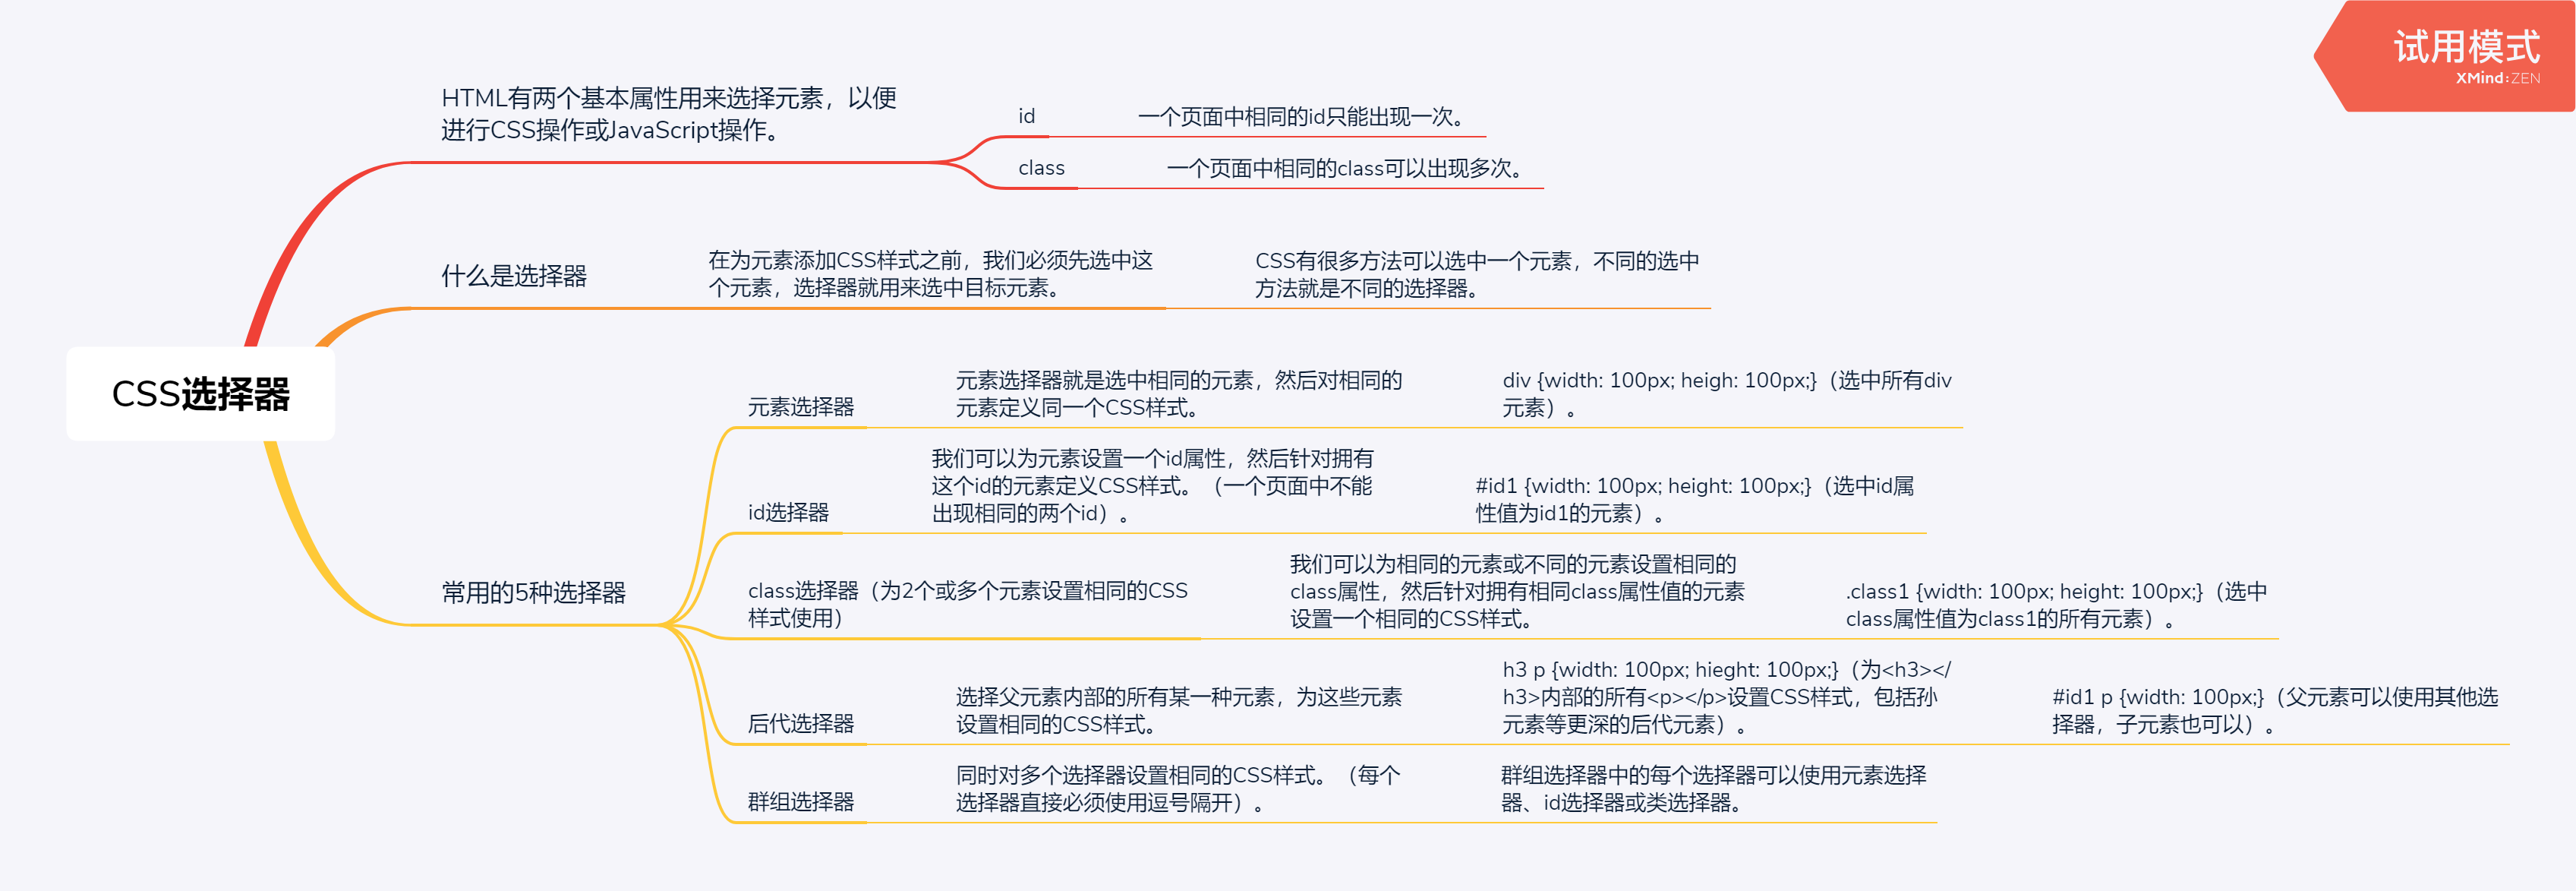 试用模式
XMind:ZEN
HTML有两个基本属性用来选择元素，以便
进行CSS操作或JavaScript操作。
id
一个页面中相同的id只能出现一次。
class
一个页面中相同的class可以出现多次。
什么是选择器
在为元素添加CSS样式之前，我们必须先选中这
个元素，选择器就用来选中目标元素。
CSS有很多方法可以选中一个元素，不同的选中
方法就是不同的选择器。
CSS选择器
常用的5种选择器
元素选择器
元素选择器就是选中相同的元素，然后对相同的
元素定义同一个CSS样式。
div {width: 100px; heigh: 100px;}（选中所有div
元素）。
id选择器
我们可以为元素设置一个id属性，然后针对拥有
这个id的元素定义CSS样式。（一个页面中不能
出现相同的两个id）。
#id1 {width: 100px; height: 100px;}（选中id属
性值为id1的元素）。
class选择器（为2个或多个元素设置相同的CSS
样式使用）
我们可以为相同的元素或不同的元素设置相同的
class属性，然后针对拥有相同class属性值的元素
设置一个相同的CSS样式。
.class1 {width: 100px; height: 100px;}（选中
class属性值为class1的所有元素）。
后代选择器
选择父元素内部的所有某一种元素，为这些元素
设置相同的CSS样式。
h3 p {width: 100px; hieght: 100px;}（为<h3></
h3>内部的所有<p></p>设置CSS样式，包括孙
元素等更深的后代元素）。
#id1 p {width: 100px;}（父元素可以使用其他选
择器，子元素也可以）。
群组选择器
同时对多个选择器设置相同的CSS样式。（每个
选择器直接必须使用逗号隔开）。
群组选择器中的每个选择器可以使用元素选择
器、id选择器或类选择器。